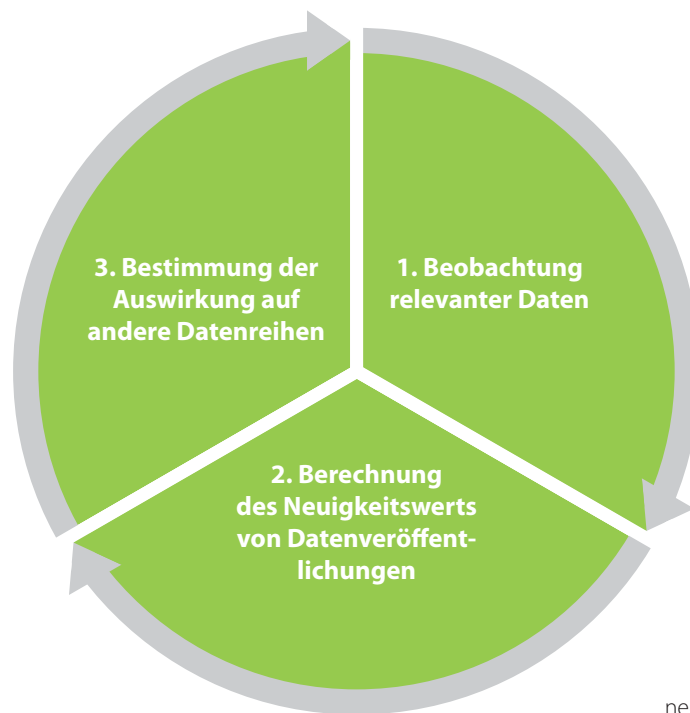 3. Bestimmung der
Auswirkung auf
andere Datenreihen
1. Beobachtung
relevanter Daten
2. Berechnung
des Neuigkeitswerts
von Datenveröffent-
lichungen
ne